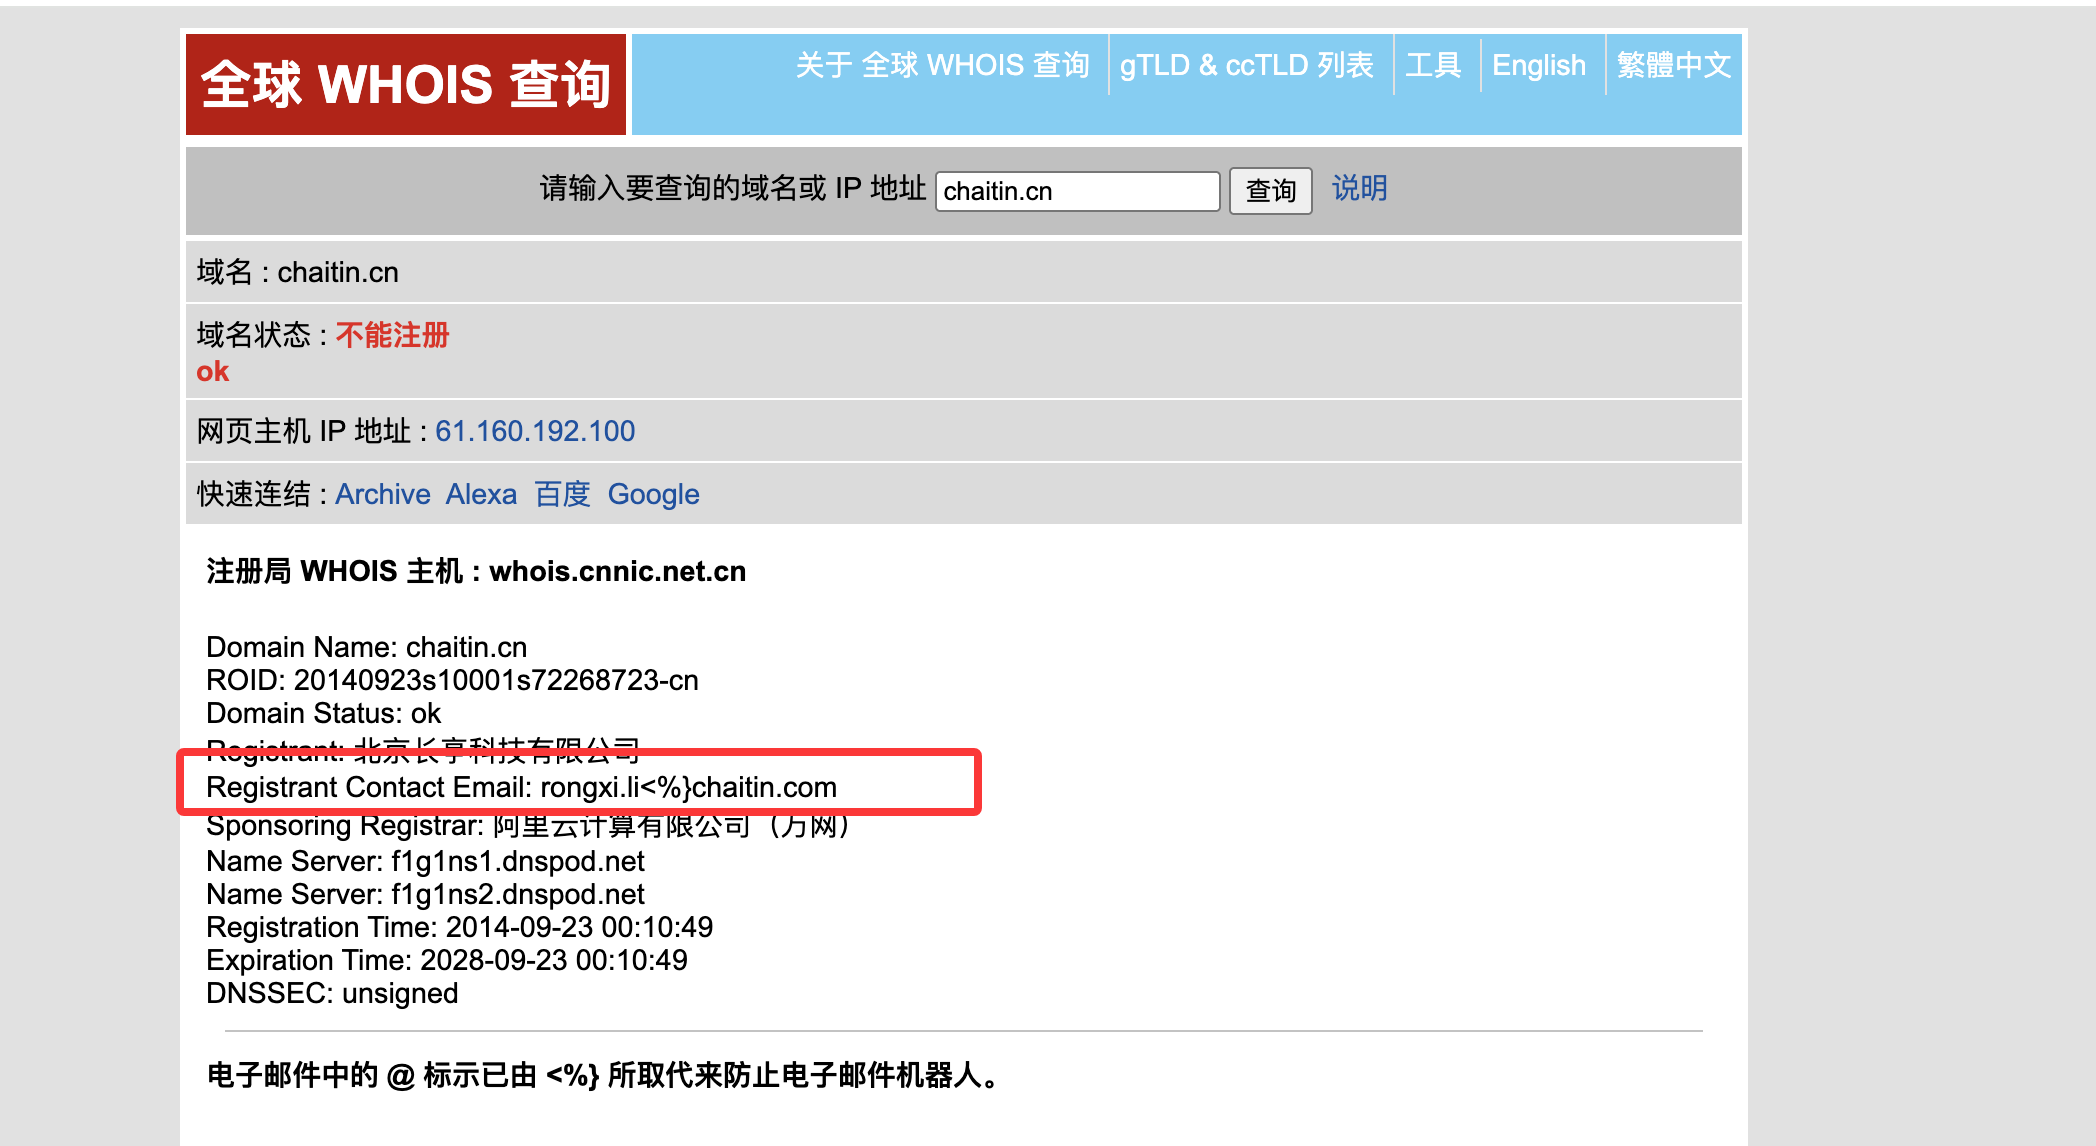 全球 WHOIS 查询
关于 全球 WHOIS 查询 gTLD & ccTLD 列表 工具 English 繁體中文
请输入要查询的域名或 IP 地址 chaitin.cn 查询 说明
域名 : chaitin.cn
域名状态 : 不能注册
ok
网页主机 IP 地址 : 61.160.192.100
快速连结 : Archive Alexa 百度 Google
注册局 WHOIS 主机 : whois.cnnic.net.cn
Domain Name: chaitin.cn
ROID: 20140923s10001s72268723-cn
Domain Status: ok
Registrant: 北京长亭科技有限公司
Registrant Contact Email: rongxi.li<%}chaitin.com
Sponsoring Registrar: 阿里云计算有限公司（万网）
Name Server: f1g1ns1.dnspod.net
Name Server: f1g1ns2.dnspod.net
Registration Time: 2014-09-23 00:10:49
Expiration Time: 2028-09-23 00:10:49
DNSSEC: unsigned
电子邮件中的 @ 标示已由 <%} 所取代来防止电子邮件机器人。